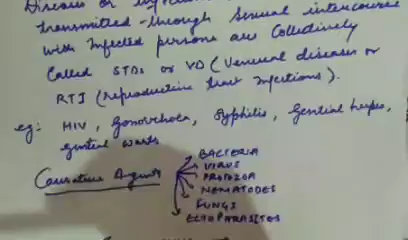 Diseases or infections
transmitted through sexual intercourse
with infected persons are collectively
called STDs or VD (Venereal diseases or
RTI (reproductive tract infections).
eg: HIV, Gonorrhoea, Syphilis, Genital herpes,
genital warts
Causative Agents
BACTERIA
VIRUS
PROTOZOA
NEMATODES
FUNGI
ECTOPARASITES